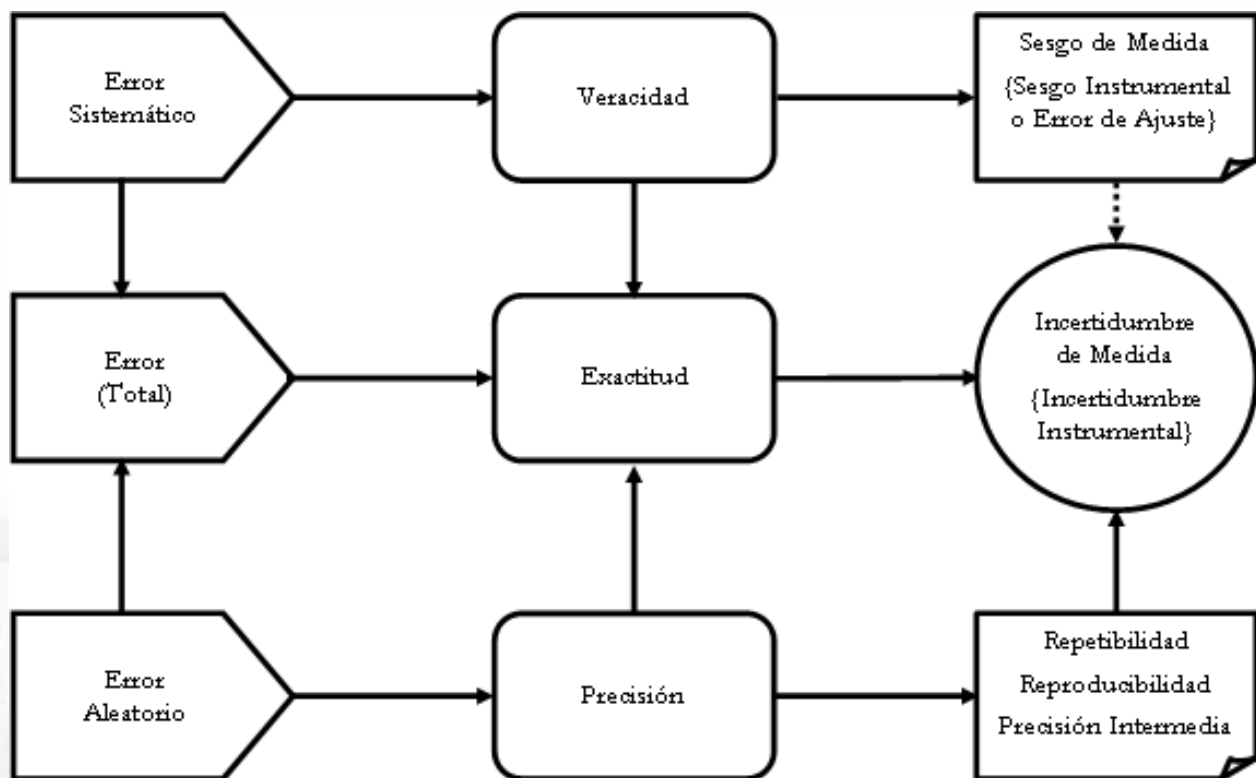 Error
Sistemático
Veracidad
Sesgo de Medida
{Sesgo Instrumental
o Error de Ajuste}
Error
(Total)
Exactitud
Incertidumbre
de Medida
{Incertidumbre
Instrumental}
Error
Aleatorio
Precisión
Repetibilidad
Reproducibilidad
Precisión Intermedia